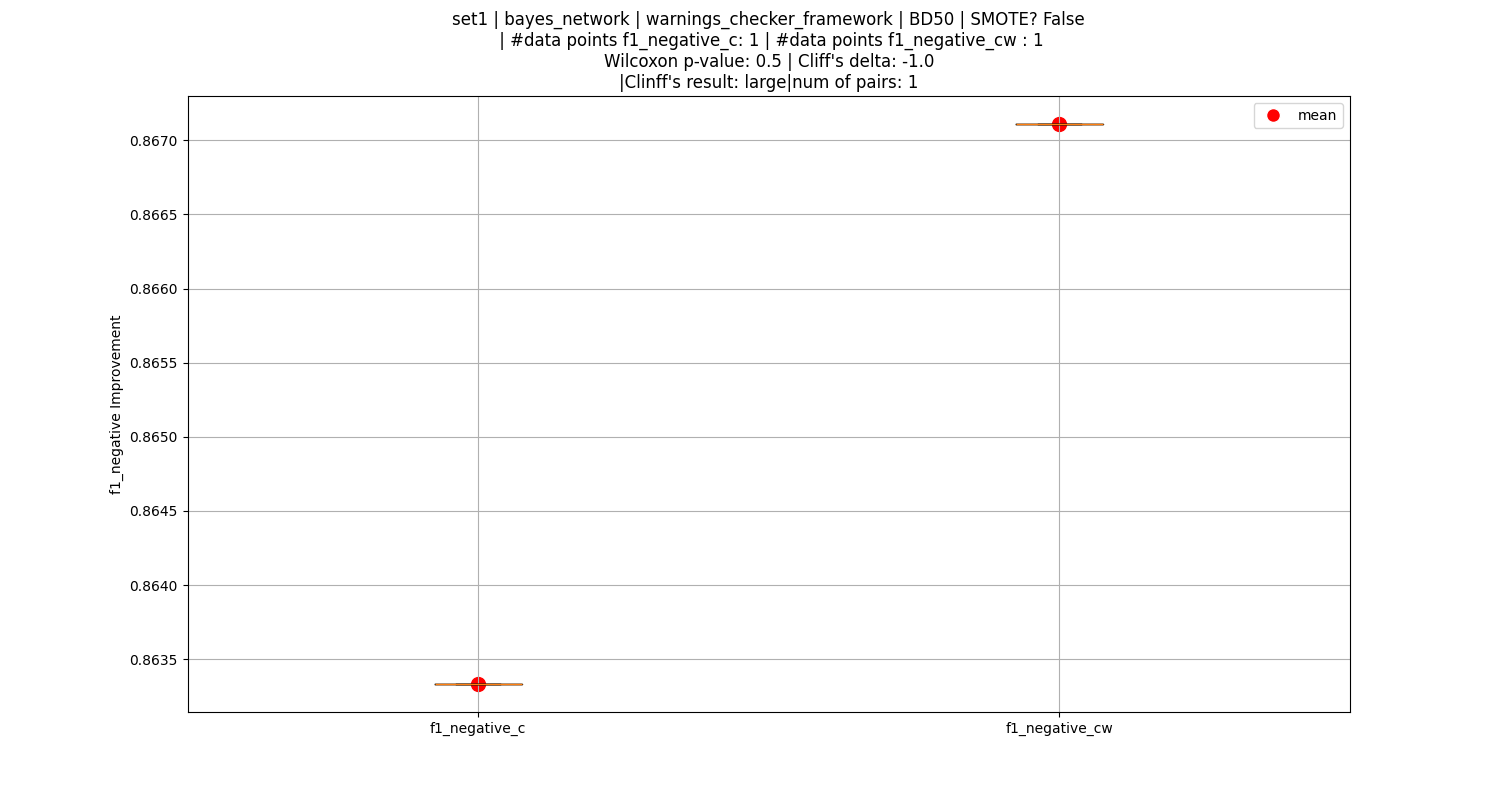 set1 | bayes_network | warnings_checker_framework | BD50 | SMOTE? False
| #data points f1_negative_c: 1 | #data points f1_negative_cw : 1
Wilcoxon p-value: 0.5 | Cliff's delta: -1.0
|Clinff's result: large|num of pairs: 1
mean
0.8670
0.8665
0.8660
0.8655
0.8650
0.8645
0.8640
0.8635
f1_negative Improvement
f1_negative_c
f1_negative_cw